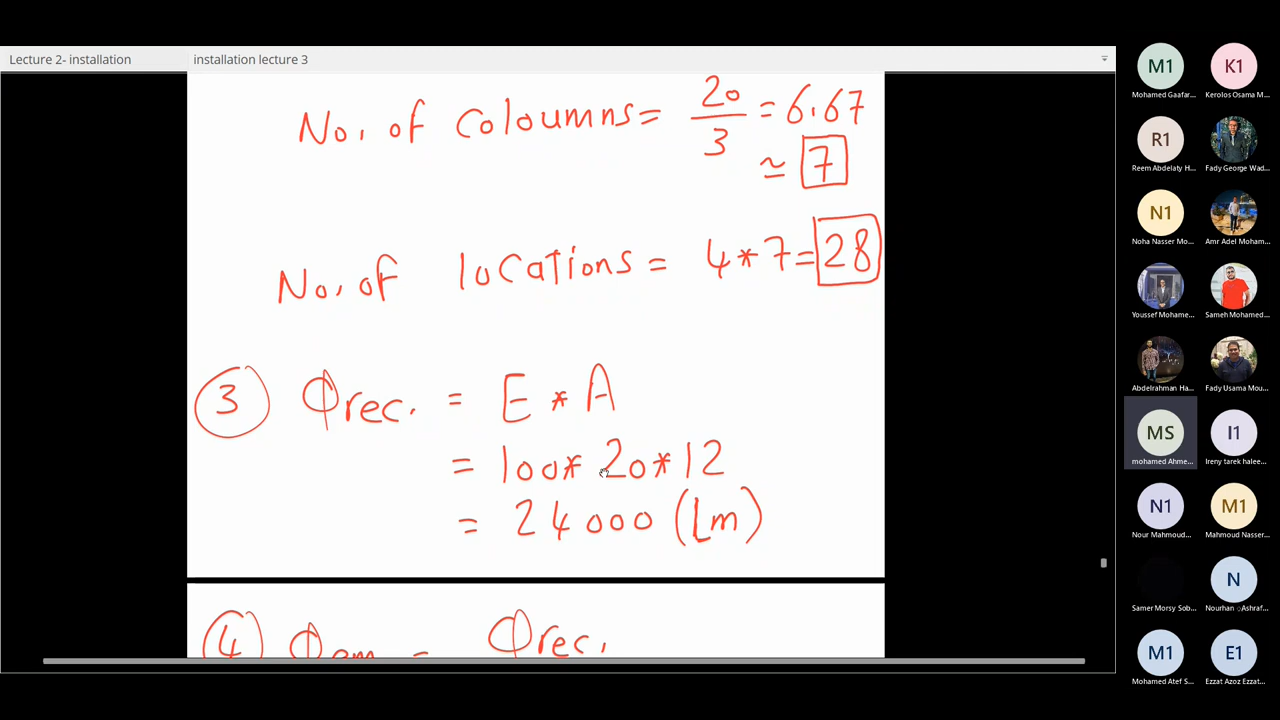 Lecture 2- installation
installation lecture 3
No. of coloumns = 20/3 = 6.67
≃ 7
No. of locations = 4*7 = 28
3 Φrec. = E * A
= 100* 20*12
= 24000 (Lm)
4 Φem = Φrec.
M1
Mohamed Gaafar...
K1
Kerolos Osama M...
R1
Reem Abdelaty H...
Fady George Wad...
N1
Noha Nasser Mo...
Amr Adel Moham...
Youssef Mohame...
Sameh Mohamed...
Abdelrahman Ha...
Fady Usama Mou...
MS
mohamed Ahme...
I1
Ireny tarek halee...
N1
Nour Mahmoud...
M1
Mahmoud Nasser...
Samer Morsy Sob...
N
Nourhan ِAshraf...
M1
Mohamed Atef S...
E1
Ezzat Azoz Ezzat...